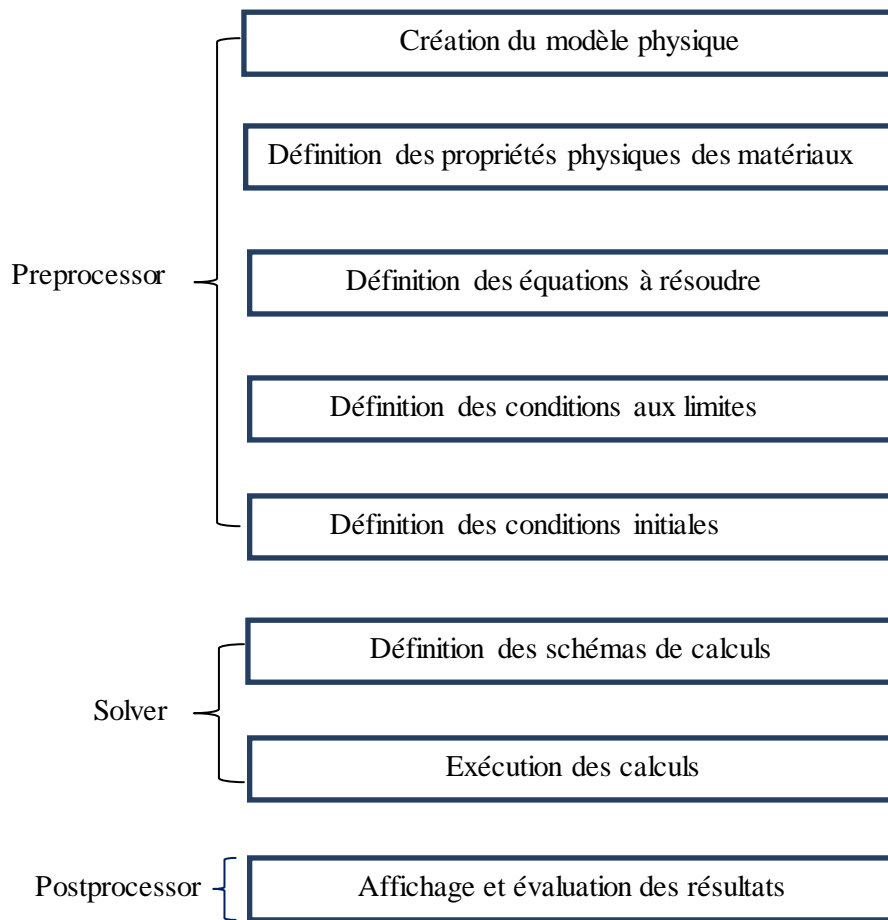 Création du modèle physique
Définition des propriétés physiques des matériaux
Preprocessor
Définition des équations à résoudre
Définition des conditions aux limites
Définition des conditions initiales
Définition des schémas de calculs
Solver
Exécution des calculs
Postprocessor
Affichage et évaluation des résultats